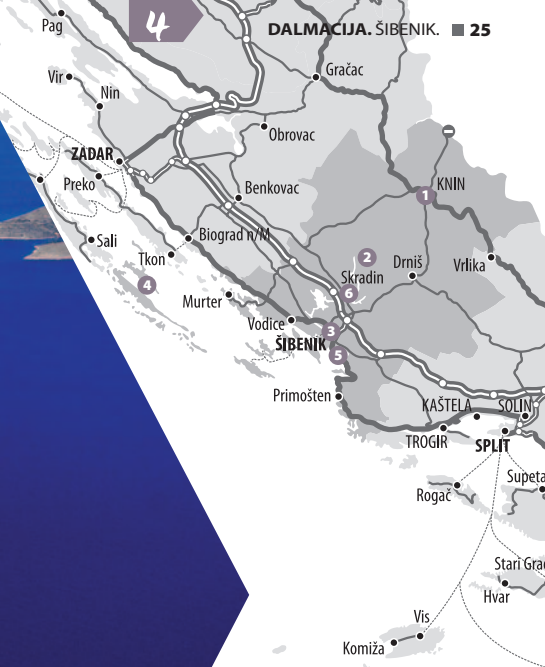 4
DALMACIJA. ŠIBENIK. 25
Pag
Gračac
Vir
Nin
Obrovac
ZADAR
Preko
Benkovac
1
KNIN
Sali
Biograd n/M
Tkon
2
Skradin
Drniš
Vrlika
4
6
Murter
Vodice
3
ŠIBENIK
5
Primošten
KAŠTELA
SOLIN
TROGIR
SPLIT
Rogač
Supeta
Stari Grad
Hvar
Vis
Komiža